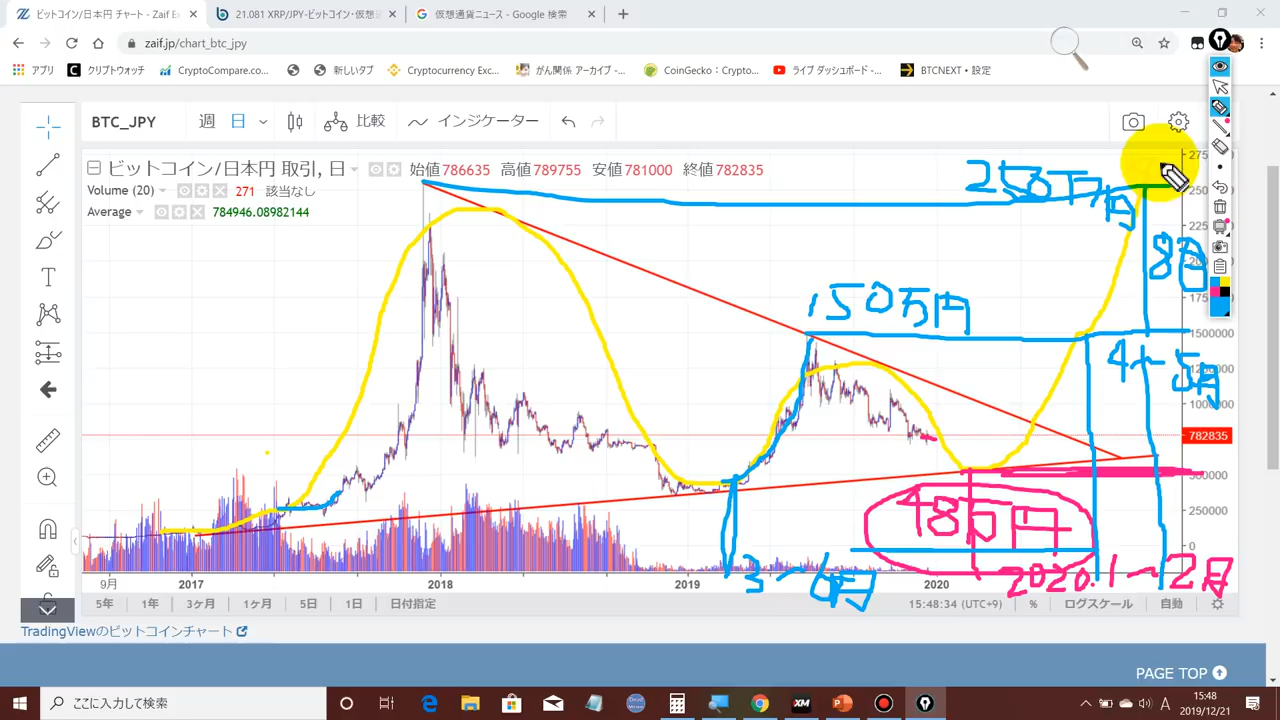 ビットコイン/日本円 チャート - Zaif Ex
21.081 XRP/JPY-ビットコイン・仮想通
仮想通貨ニュース - Google 検索
zaif.jp/chart_btc_jpy
アプリ
クリプトウォッチ
CryptoCompare.co...
新しいタブ
Cryptocurrency Exc...
がん関係 アーカイブ -...
CoinGecko：Crypto...
ライブ ダッシュボード -...
BTCNEXT • 設定
BTC_JPY
週
日
比較
インジケーター
ビットコイン/日本円 取引, 日
始値 786635 高値 789755 安値 781000 終値 782835
Volume (20)
271 該当なし
Average
784946.08982144
250万円
8月
150万円
1500000
4～5月
1000000
782835
500000
48万円
250000
0
3～6月
2020.1～2月
9月
2017
2018
2019
2020
5年
1年
3ヶ月
1ヶ月
5日
1日
日付指定
15:48:34 (UTC+9)
%
ログスケール
自動
TradingViewのビットコインチャート
PAGE TOP
ここに入力して検索
XM
A
15:48
2019/12/21